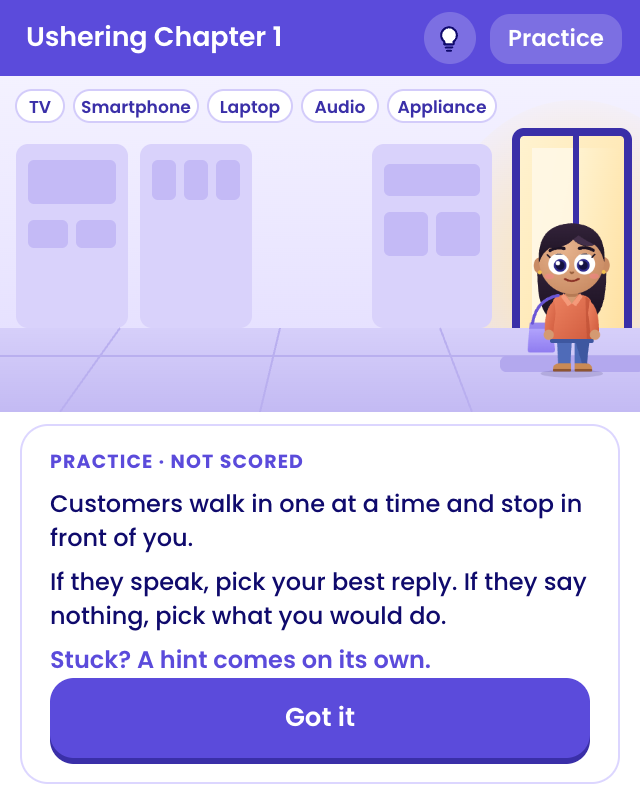 Ushering Chapter 1
Practice
TV
Smartphone
Laptop
Audio
Appliance
PRACTICE · NOT SCORED
Customers walk in one at a time and stop in
front of you.
If they speak, pick your best reply. If they say
nothing, pick what you would do.
Stuck? A hint comes on its own.
Got it